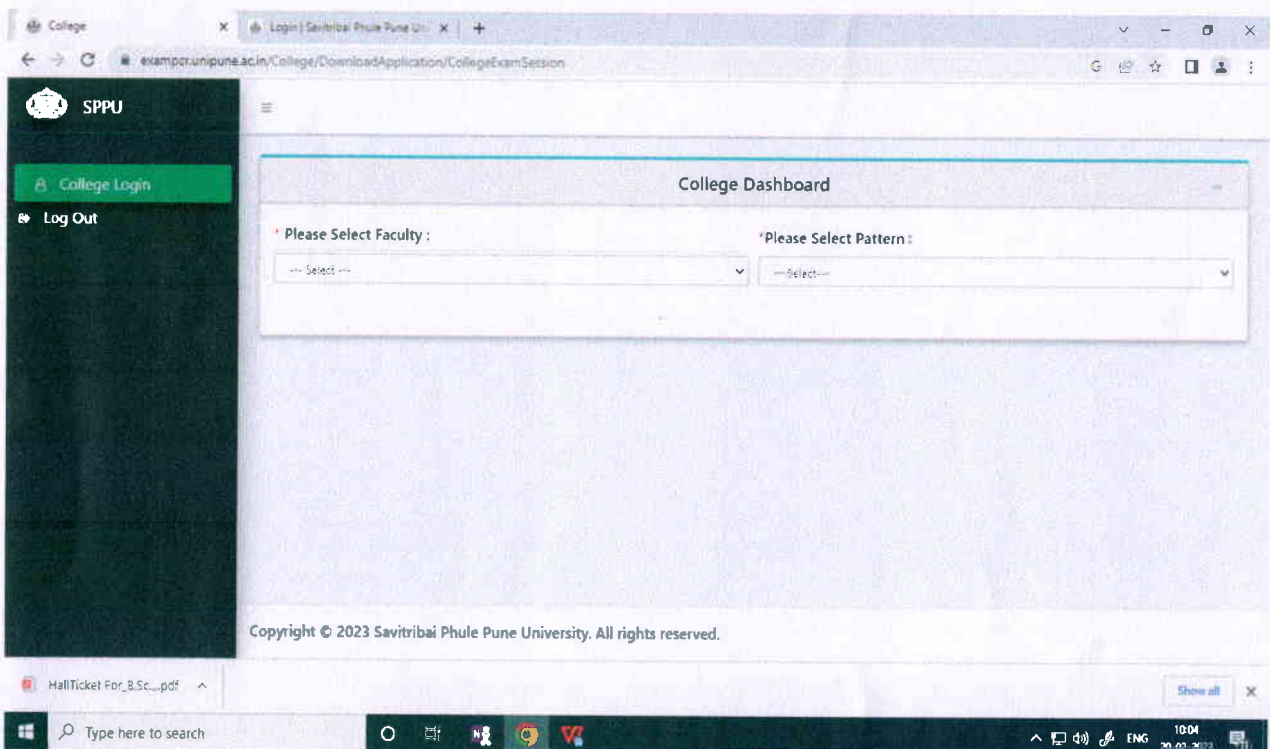 College
Login | Savitribai Phule Pune Uni
exampcr.unipune.ac.in/College/DownloadApplication/CollegeExamSession
SPPU
College Login
Log Out
College Dashboard
* Please Select Faculty :
--- Select ---
*Please Select Pattern :
---Select---
Copyright © 2023 Savitribai Phule Pune University. All rights reserved.
HallTicket For_B.Sc....pdf
Show all
Type here to search
ENG
10:04